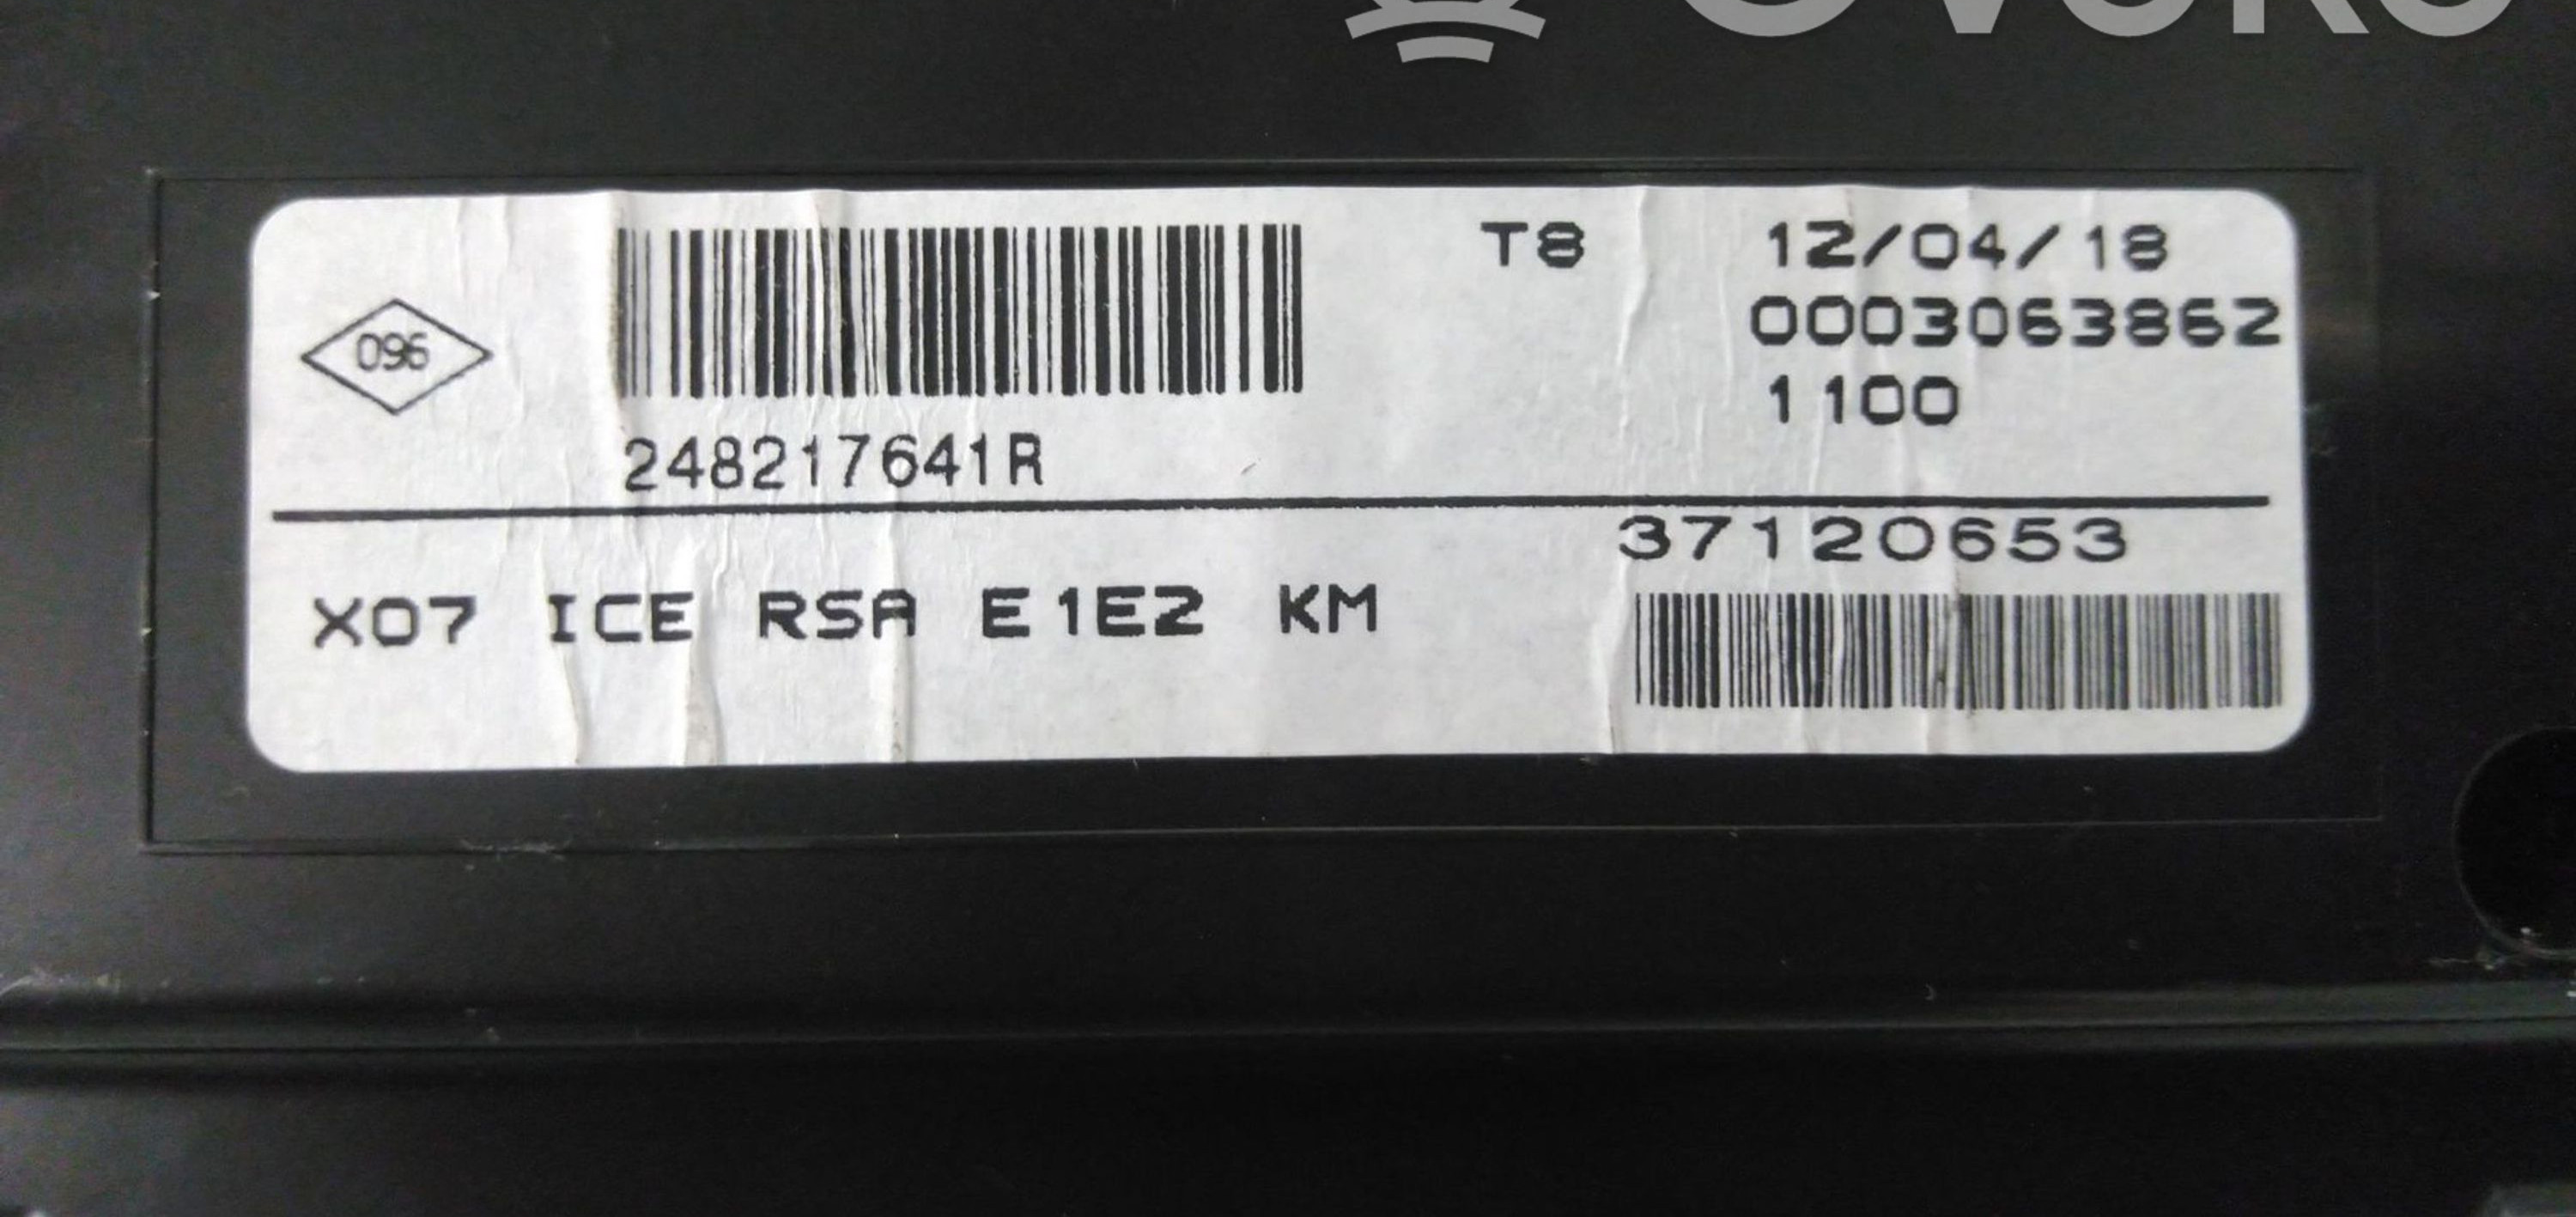 T8 12/04/18
096
0003063862
1100
248217641R
37120653
X07 ICE RSA E1E2 KM